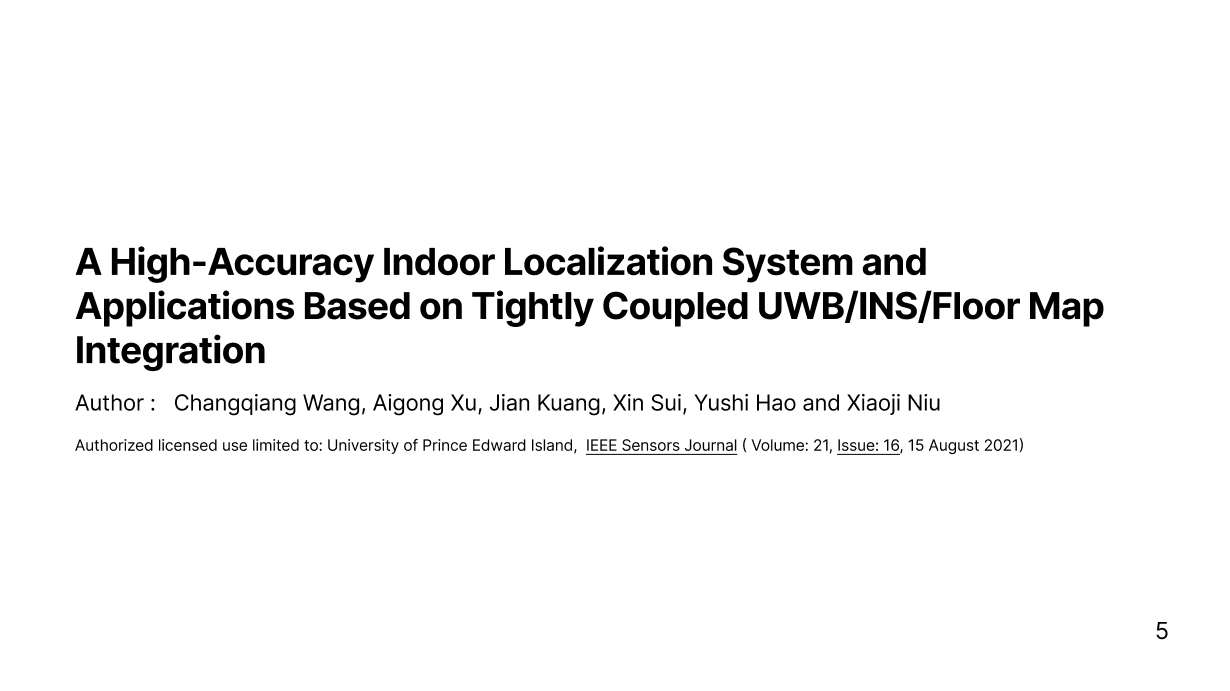 A High-Accuracy Indoor Localization System and
Applications Based on Tightly Coupled UWB/INS/Floor Map
Integration
Author :   Changqiang Wang, Aigong Xu, Jian Kuang, Xin Sui, Yushi Hao and Xiaoji Niu
Authorized licensed use limited to: University of Prince Edward Island,  IEEE Sensors Journal ( Volume: 21, Issue: 16, 15 August 2021)
5